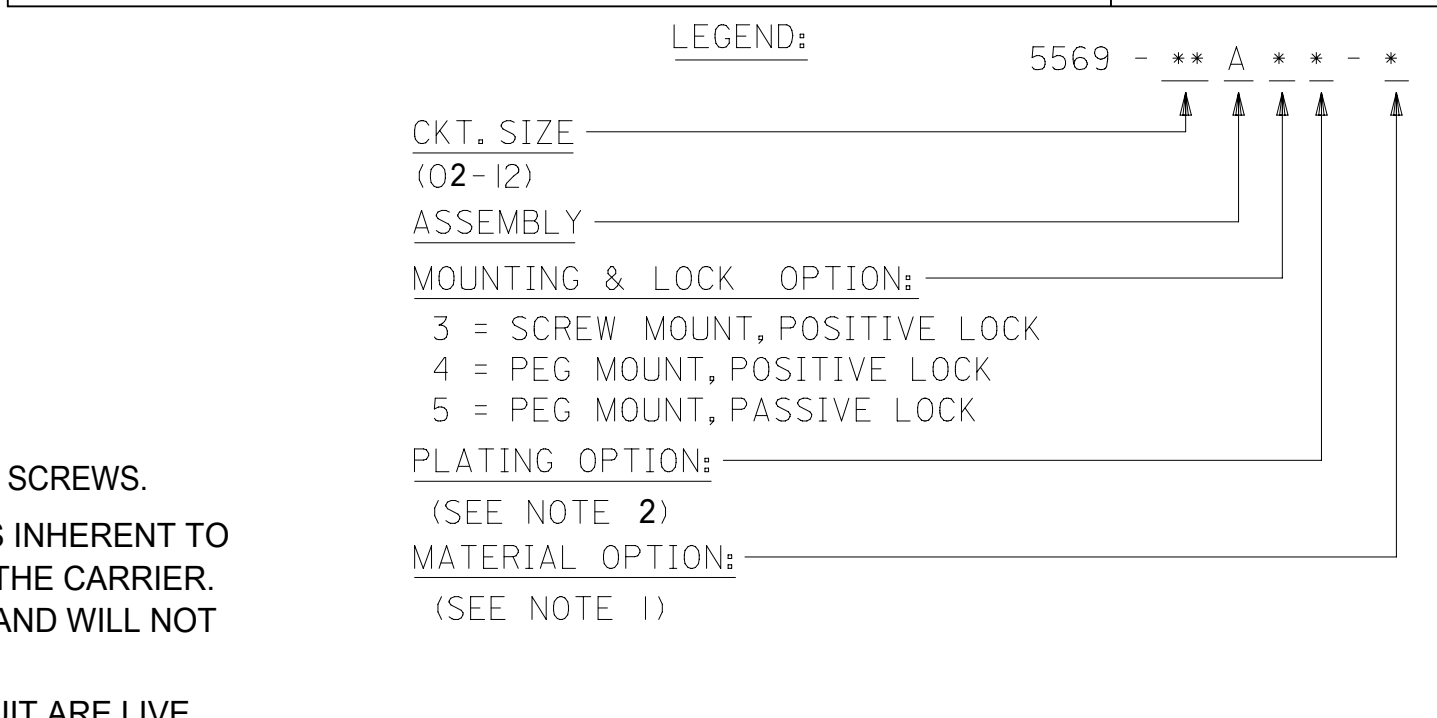 LEGEND:
5569 - ** A * * - *
CKT. SIZE
(02-12)
ASSEMBLY
MOUNTING & LOCK OPTION:
3 = SCREW MOUNT, POSITIVE LOCK
4 = PEG MOUNT, POSITIVE LOCK
5 = PEG MOUNT, PASSIVE LOCK
PLATING OPTION:
(SEE NOTE 2)
MATERIAL OPTION:
(SEE NOTE 1)
SCREWS.
INHERENT TO
THE CARRIER.
AND WILL NOT
ARE LIVE